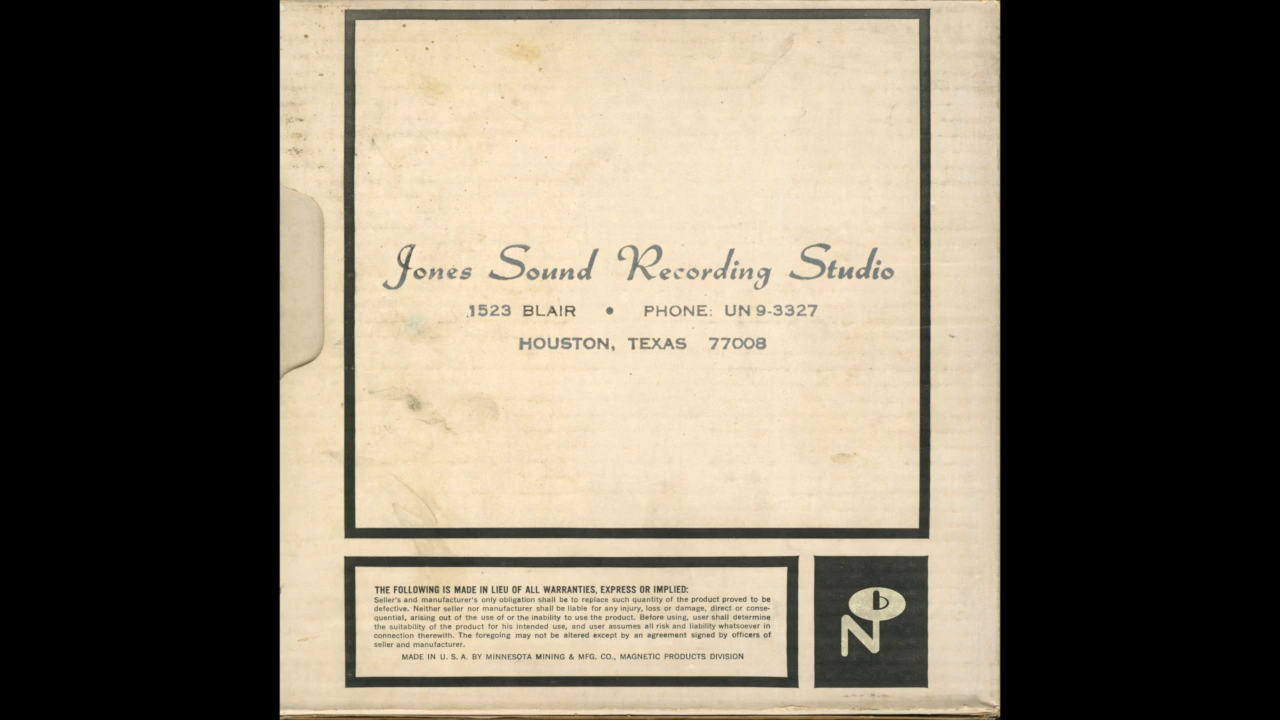 Jones Sound Recording Studio
1523 BLAIR • PHONE: UN 9-3327
HOUSTON, TEXAS 77008
THE FOLLOWING IS MADE IN LIEU OF ALL WARRANTIES, EXPRESS OR IMPLIED:
Seller's and manufacturer's only obligation shall be to replace such quantity of the product proved to be
defective. Neither seller nor manufacturer shall be liable for any injury, loss or damage, direct or conse-
quential, arising out of the use of or the inability to use the product. Before using, user shall determine
the suitability of the product for his intended use, and user assumes all risk and liability whatsoever in
connection therewith. The foregoing may not be altered except by an agreement signed by officers of
seller and manufacturer.
MADE IN U. S. A. BY MINNESOTA MINING & MFG. CO., MAGNETIC PRODUCTS DIVISION
b
N